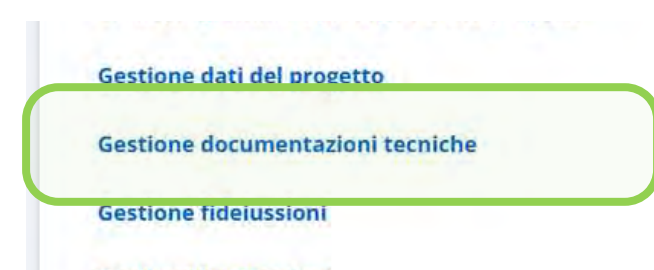 Gestione dati del progetto
Gestione documentazioni tecniche
Gestione fideiussioni